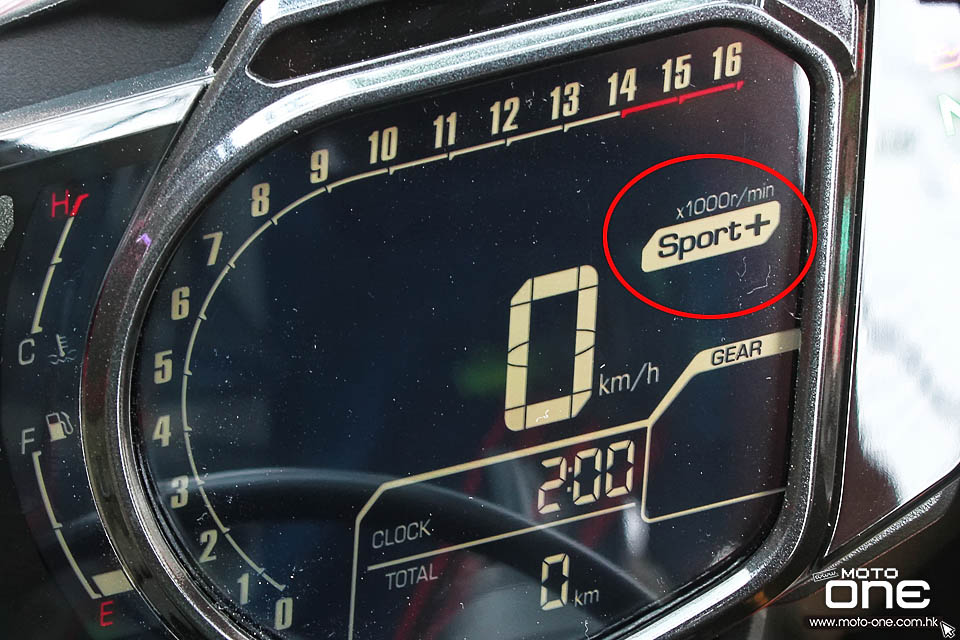 16
15
14
13
12
11
10
9
8
7
6
5
4
3
2
1
0
x1000r/min
Sport+
0 km/h
GEAR
2:00
CLOCK
TOTAL
0 km
H
C
F
E
www.
MOTO
ONE
www.moto-one.com.hk